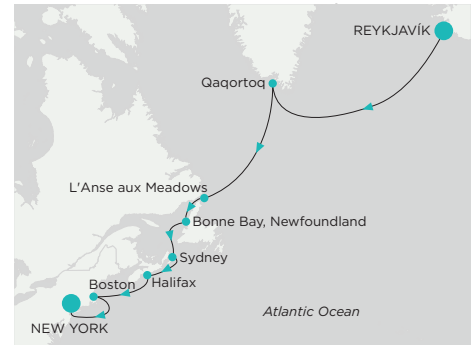 REYKJAVÍK
Qaqortoq
L'Anse aux Meadows
Bonne Bay, Newfoundland
Sydney
Halifax
Boston
NEW YORK
Atlantic Ocean